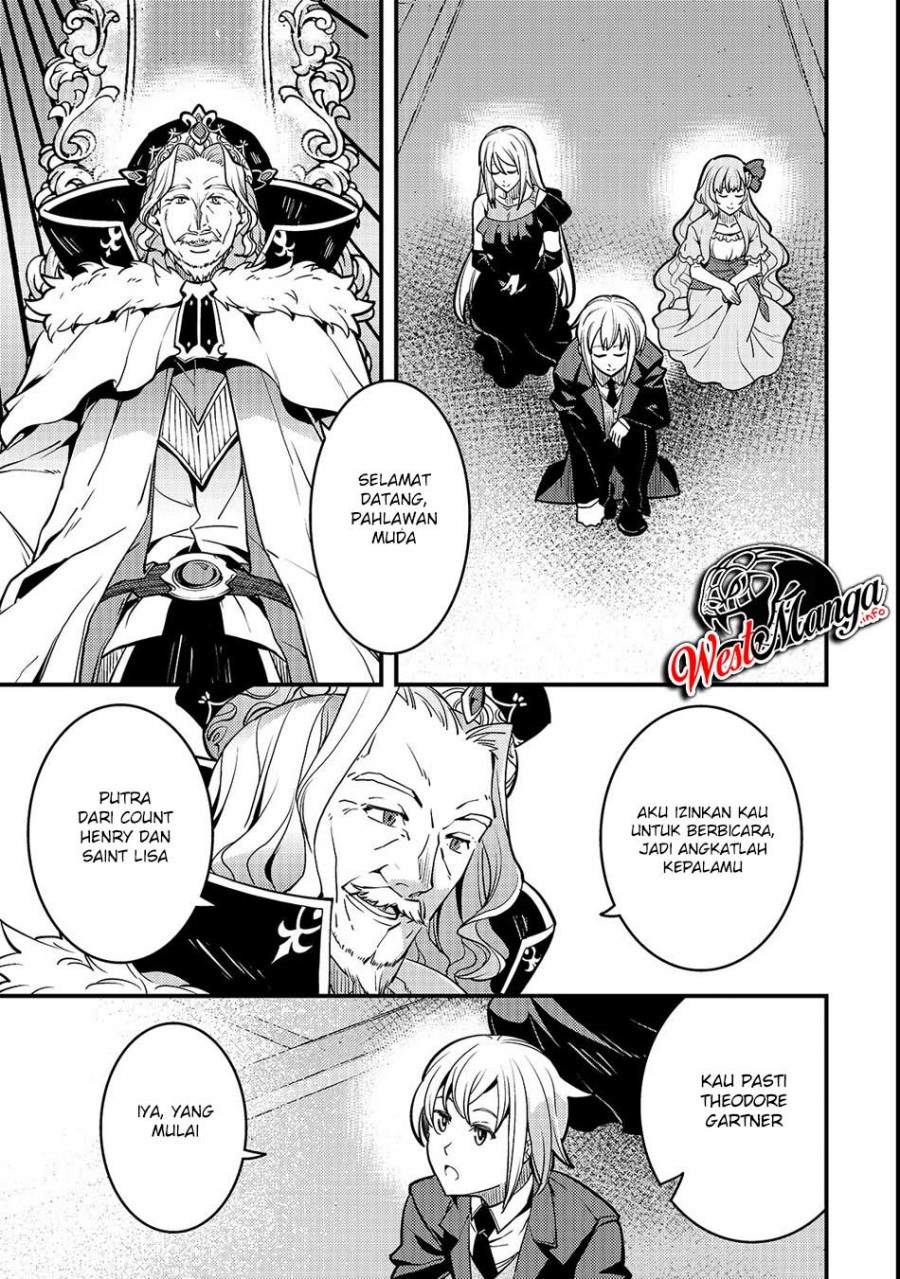 SELAMAT
DATANG,
PAHLAWAN
MUDA
WestManga
.info
AKU IZINKAN KAU
UNTUK BERBICARA,
JADI ANGKATLAH
KEPALAMU
PUTRA
DARI COUNT
HENRY DAN
SAINT LISA
KAU PASTI
THEODORE
GARTNER
IYA, YANG
MULAI